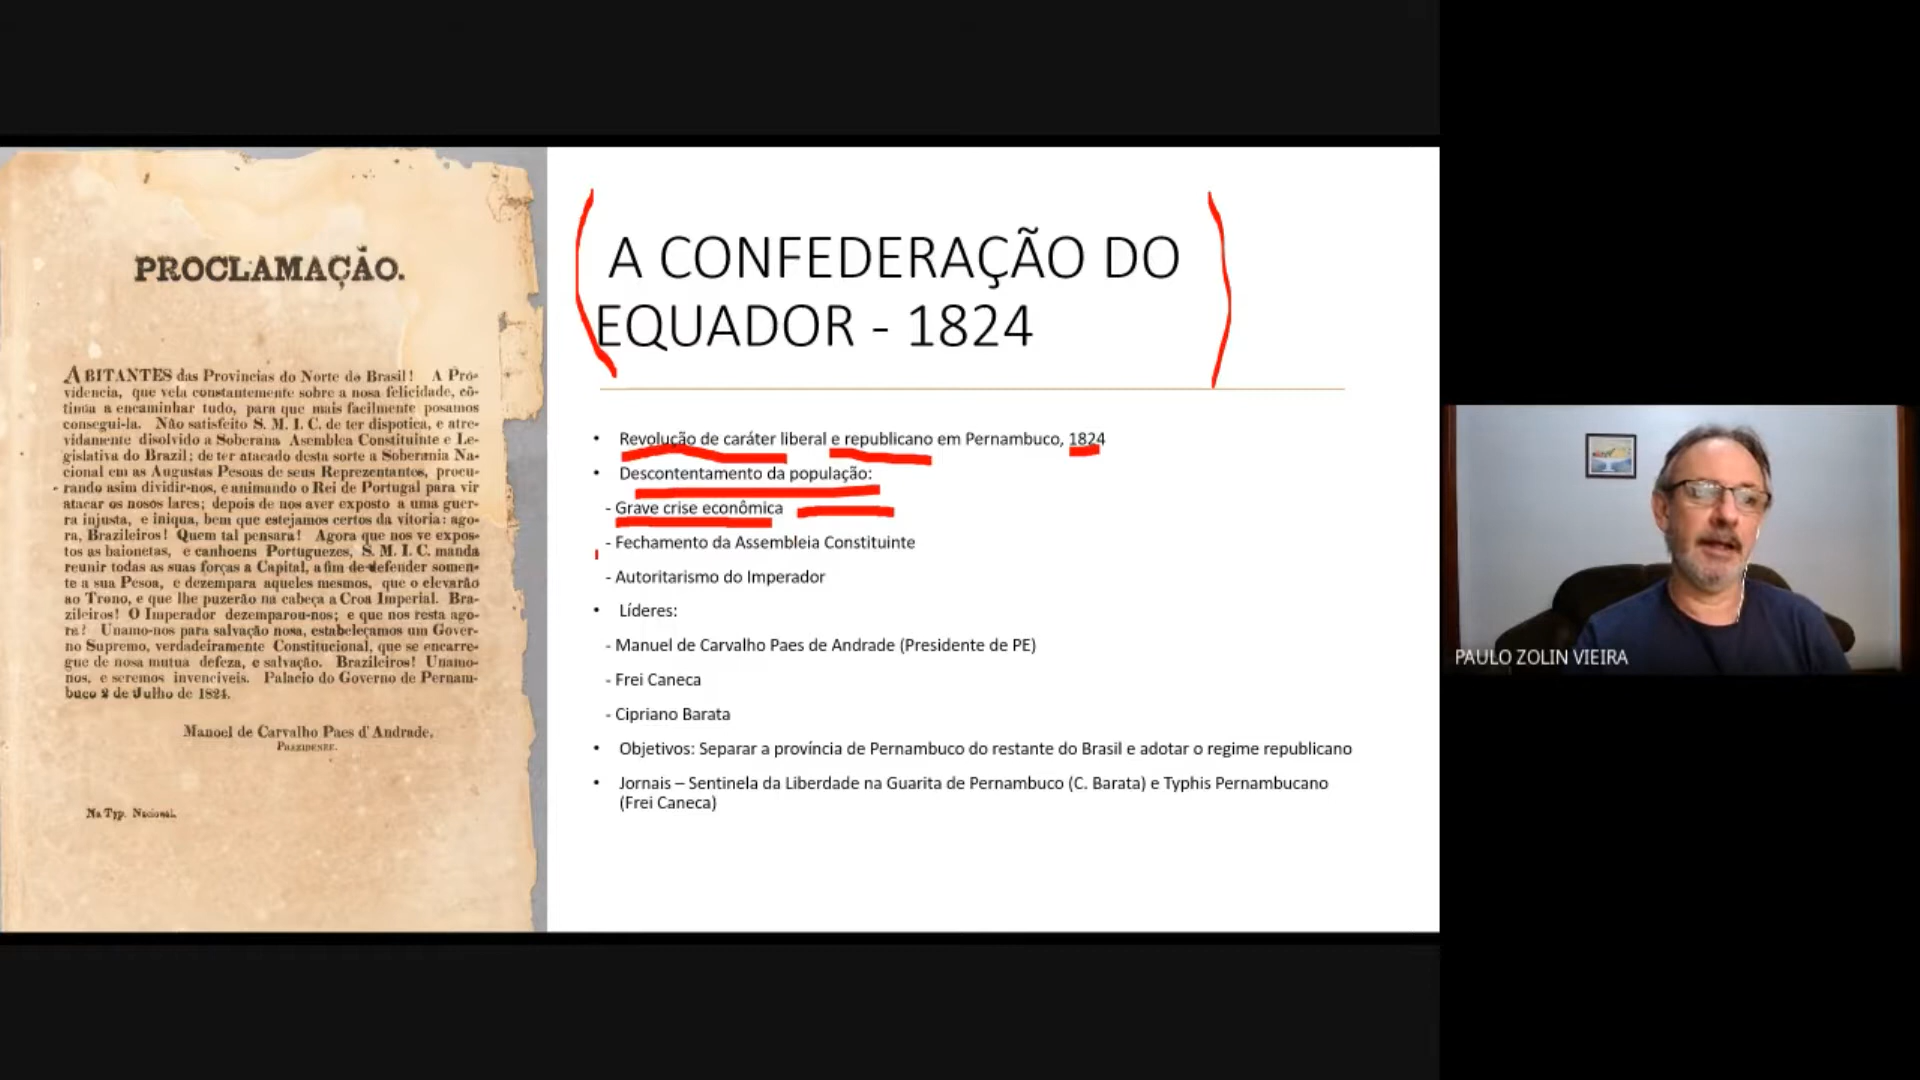 PROCLAMAÇÃO.
ABITANTES das Provincias do Norte do Brasil! A Pro-
videncia, que vela constantemente sobre a nosa felicidade, cõ-
tinúa a encaminhar tudo, para que mais facilmente posamos
consegui-la. Não satisfeito S. M. I. C. de ter dispotica, e atre-
vidamente disolvido a Soberana Asemblea Constituinte e Le-
gislativa do Brazil; de ter atacado desta sorte a Soberania Na-
cional em as Augustas Pesoas de seus Reprezentantes, procu-
rando asim dividir-nos, e animando o Rei de Portugal para vir
atacar os nosos lares; depois de nos aver exposto a uma guer-
ra injusta, e iniqua, bem que estejamos certos da vitoria: ago-
ra, Brazileiros! Quem tal pensara! Agora que nos ve expos-
tos as baionetas, e canhoens Portuguezes, S. M. I. C. manda
reunir todas as suas forças a Capital, a fim de defender somen-
te a sua Pesoa, e dezempara aqueles mesmos, que o elevarão
ao Trono, e que lhe puzerão na cabeça a Croa Imperial. Bra-
zileiros! O Imperador dezemparou-nos; e que nos resta ago-
ra? Unamo-nos para salvação nosa, estabeleçamos um Gover-
no Supremo, verdadeiramente Constitucional, que se encarre-
gue de nosa mutua defeza, e salvação. Brazileiros! Unamo-
nos, e seremos invenciveis. Palacio do Governo de Pernam-
buco 2 de Julho de 1824.
Manoel de Carvalho Paes d'Andrade,
PREZIDENTE.
Na Typ. Nacional.
A CONFEDERAÇÃO DO
EQUADOR - 1824
• Revolução de caráter liberal e republicano em Pernambuco, 1824
• Descontentamento da população:
- Grave crise econômica
- Fechamento da Assembleia Constituinte
- Autoritarismo do Imperador
• Líderes:
- Manuel de Carvalho Paes de Andrade (Presidente de PE)
- Frei Caneca
- Cipriano Barata
• Objetivos: Separar a província de Pernambuco do restante do Brasil e adotar o regime republicano
• Jornais – Sentinela da Liberdade na Guarita de Pernambuco (C. Barata) e Typhis Pernambucano
(Frei Caneca)
PAULO ZOLIN VIEIRA